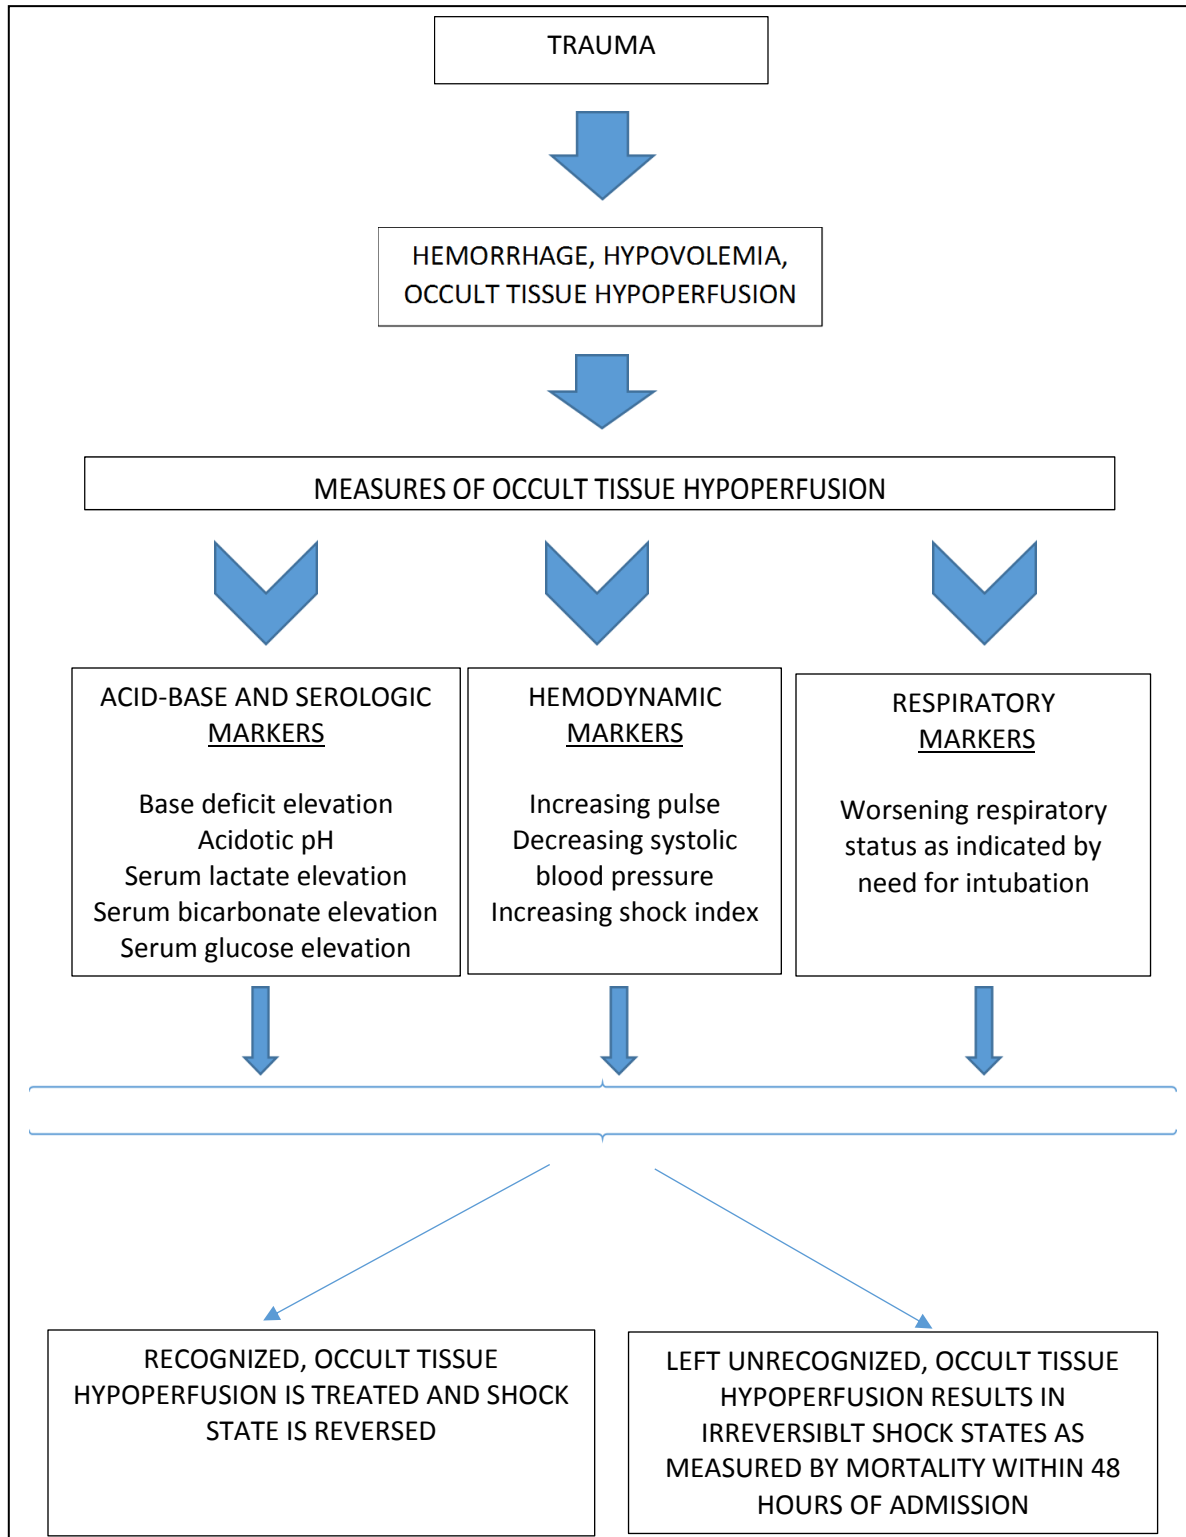 TRAUMA
HEMORRHAGE, HYPOVOLEMIA,
OCCULT TISSUE HYPOPERFUSION
MEASURES OF OCCULT TISSUE HYPOPERFUSION
ACID-BASE AND SEROLOGIC
MARKERS
Base deficit elevation
Acidotic pH
Serum lactate elevation
Serum bicarbonate elevation
Serum glucose elevation
HEMODYNAMIC
MARKERS
Increasing pulse
Decreasing systolic
blood pressure
Increasing shock index
RESPIRATORY
MARKERS
Worsening respiratory
status as indicated by
need for intubation
RECOGNIZED, OCCULT TISSUE
HYPOPERFUSION IS TREATED AND SHOCK
STATE IS REVERSED
LEFT UNRECOGNIZED, OCCULT TISSUE
HYPOPERFUSION RESULTS IN
IRREVERSIBLT SHOCK STATES AS
MEASURED BY MORTALITY WITHIN 48
HOURS OF ADMISSION